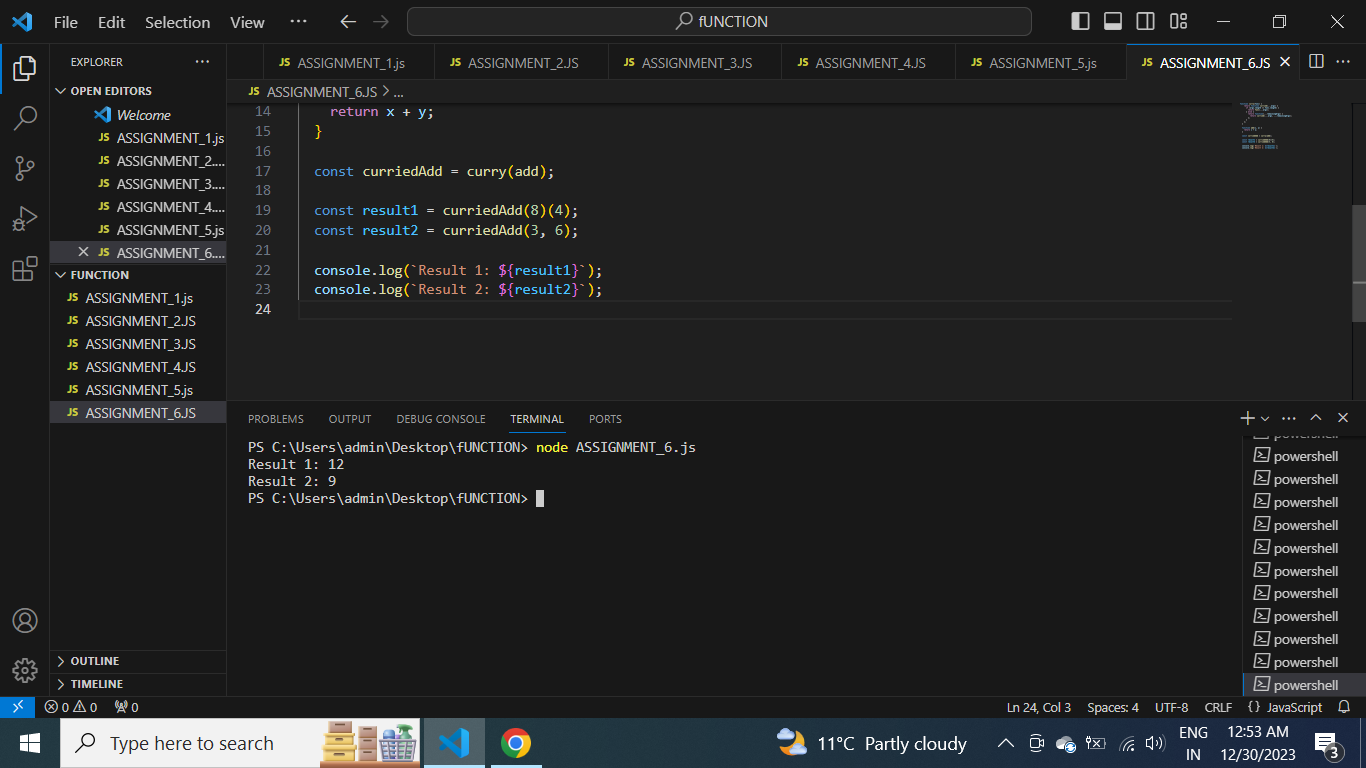 File Edit Selection View ··· fUNCTION
EXPLORER ···
OPEN EDITORS
Welcome
JS ASSIGNMENT_1.js
JS ASSIGNMENT_2....
JS ASSIGNMENT_3....
JS ASSIGNMENT_4....
JS ASSIGNMENT_5.js
JS ASSIGNMENT_6....
FUNCTION
JS ASSIGNMENT_1.js
JS ASSIGNMENT_2.JS
JS ASSIGNMENT_3.JS
JS ASSIGNMENT_4.JS
JS ASSIGNMENT_5.js
JS ASSIGNMENT_6.JS
OUTLINE
TIMELINE
JS ASSIGNMENT_1.js JS ASSIGNMENT_2.JS JS ASSIGNMENT_3.JS JS ASSIGNMENT_4.JS JS ASSIGNMENT_5.js JS ASSIGNMENT_6.JS ···
JS ASSIGNMENT_6.JS > ...
14 return x + y;
15 }
16
17 const curriedAdd = curry(add);
18
19 const result1 = curriedAdd(8)(4);
20 const result2 = curriedAdd(3, 6);
21
22 console.log(`Result 1: ${result1}`);
23 console.log(`Result 2: ${result2}`);
24
PROBLEMS OUTPUT DEBUG CONSOLE TERMINAL PORTS
PS C:\Users\admin\Desktop\fUNCTION> node ASSIGNMENT_6.js
Result 1: 12
Result 2: 9
PS C:\Users\admin\Desktop\fUNCTION>
powershell
powershell
powershell
powershell
powershell
powershell
powershell
powershell
powershell
powershell
powershell
0 0 0 Ln 24, Col 3 Spaces: 4 UTF-8 CRLF {} JavaScript
Type here to search 11°C Partly cloudy ENG 12:53 AM
IN 12/30/2023 3